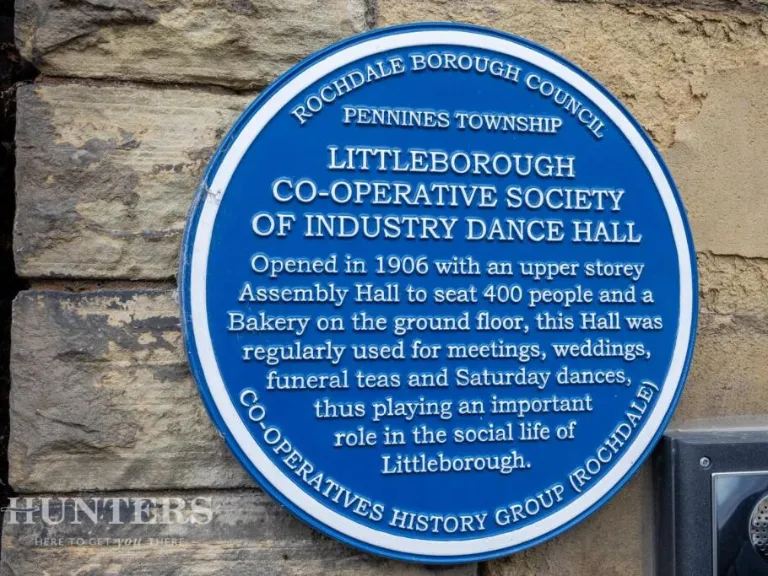 ROCHDALE BOROUGH COUNCIL
PENNINES TOWNSHIP
LITTLEBOROUGH
CO-OPERATIVE SOCIETY
OF INDUSTRY DANCE HALL
Opened in 1906 with an upper storey
Assembly Hall to seat 400 people and a
Bakery on the ground floor, this Hall was
regularly used for meetings, weddings,
funeral teas and Saturday dances,
thus playing an important
role in the social life of
Littleborough.
CO-OPERATIVES HISTORY GROUP (ROCHDALE)
HUNTERS
HERE TO GET you THERE